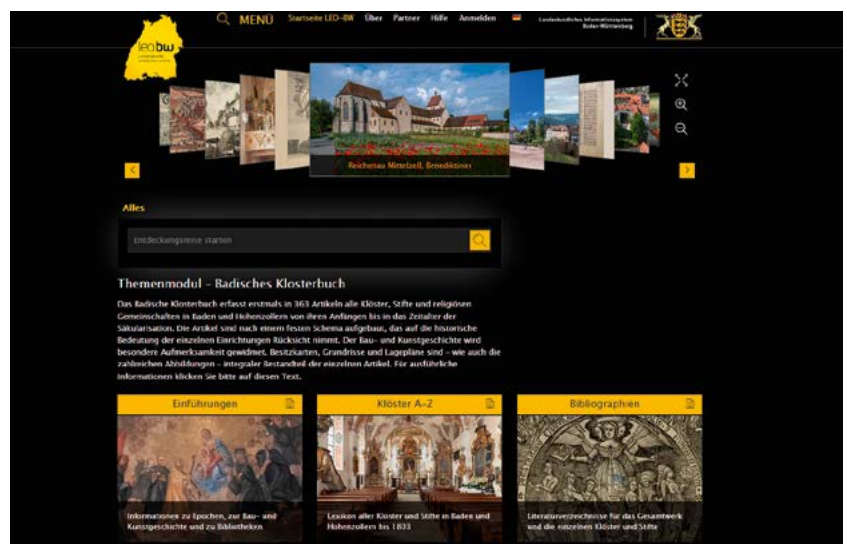 MENÜ
Startseite LEO-BW Über Partner Hilfe Anmelden
Landeskundliches Informationssystem
Baden-Württemberg
leobw
Reichenau Mittelzell, Benediktiner
Alles
Entdeckungsreise starten
Themenmodul – Badisches Klosterbuch
Das Badische Klosterbuch erfasst erstmals in 363 Artikeln alle Klöster, Stifte und religiösen
Gemeinschaften in Baden und Hohenzollern von ihren Anfängen bis in das Zeitalter der
Säkularisation. Die Artikel sind nach einem festen Schema aufgebaut, das auf die historische
Bedeutung der einzelnen Einrichtungen Rücksicht nimmt. Der Bau- und Kunstgeschichte wird
besondere Aufmerksamkeit gewidmet. Besitzkarten, Grundrisse und Lagepläne sind – wie auch die
zahlreichen Abbildungen – integraler Bestandteil der einzelnen Artikel. Für ausführliche
Informationen klicken Sie bitte auf diesen Text.
Einführungen
Informationen zu Epochen, zur Bau- und
Kunstgeschichte und zu Bibliotheken
Klöster A–Z
Lexikon aller Klöster und Stifte in Baden und
Hohenzollern bis 1803
Bibliographien
Literaturverzeichnisse für das Gesamtwerk
und die einzelnen Klöster und Stifte